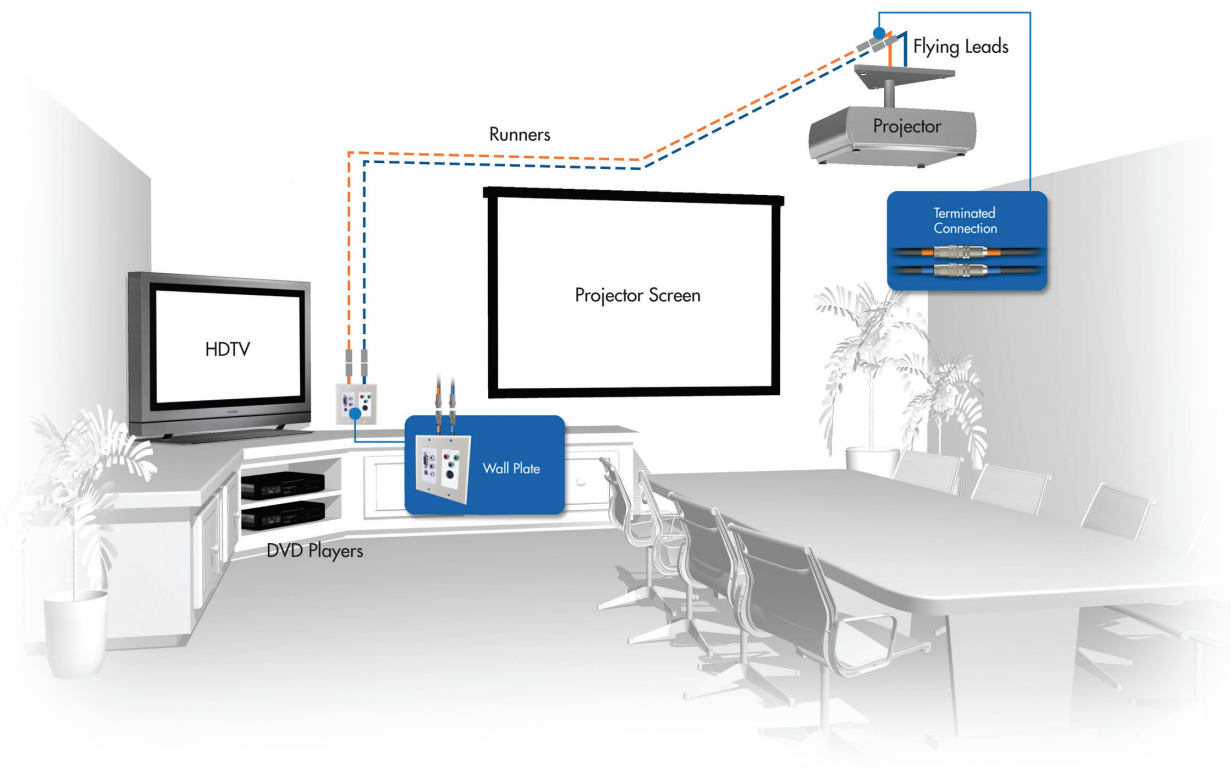 Flying Leads
Projector
Runners
Terminated
Connection
Projector Screen
HDTV
Wall Plate
DVD Players